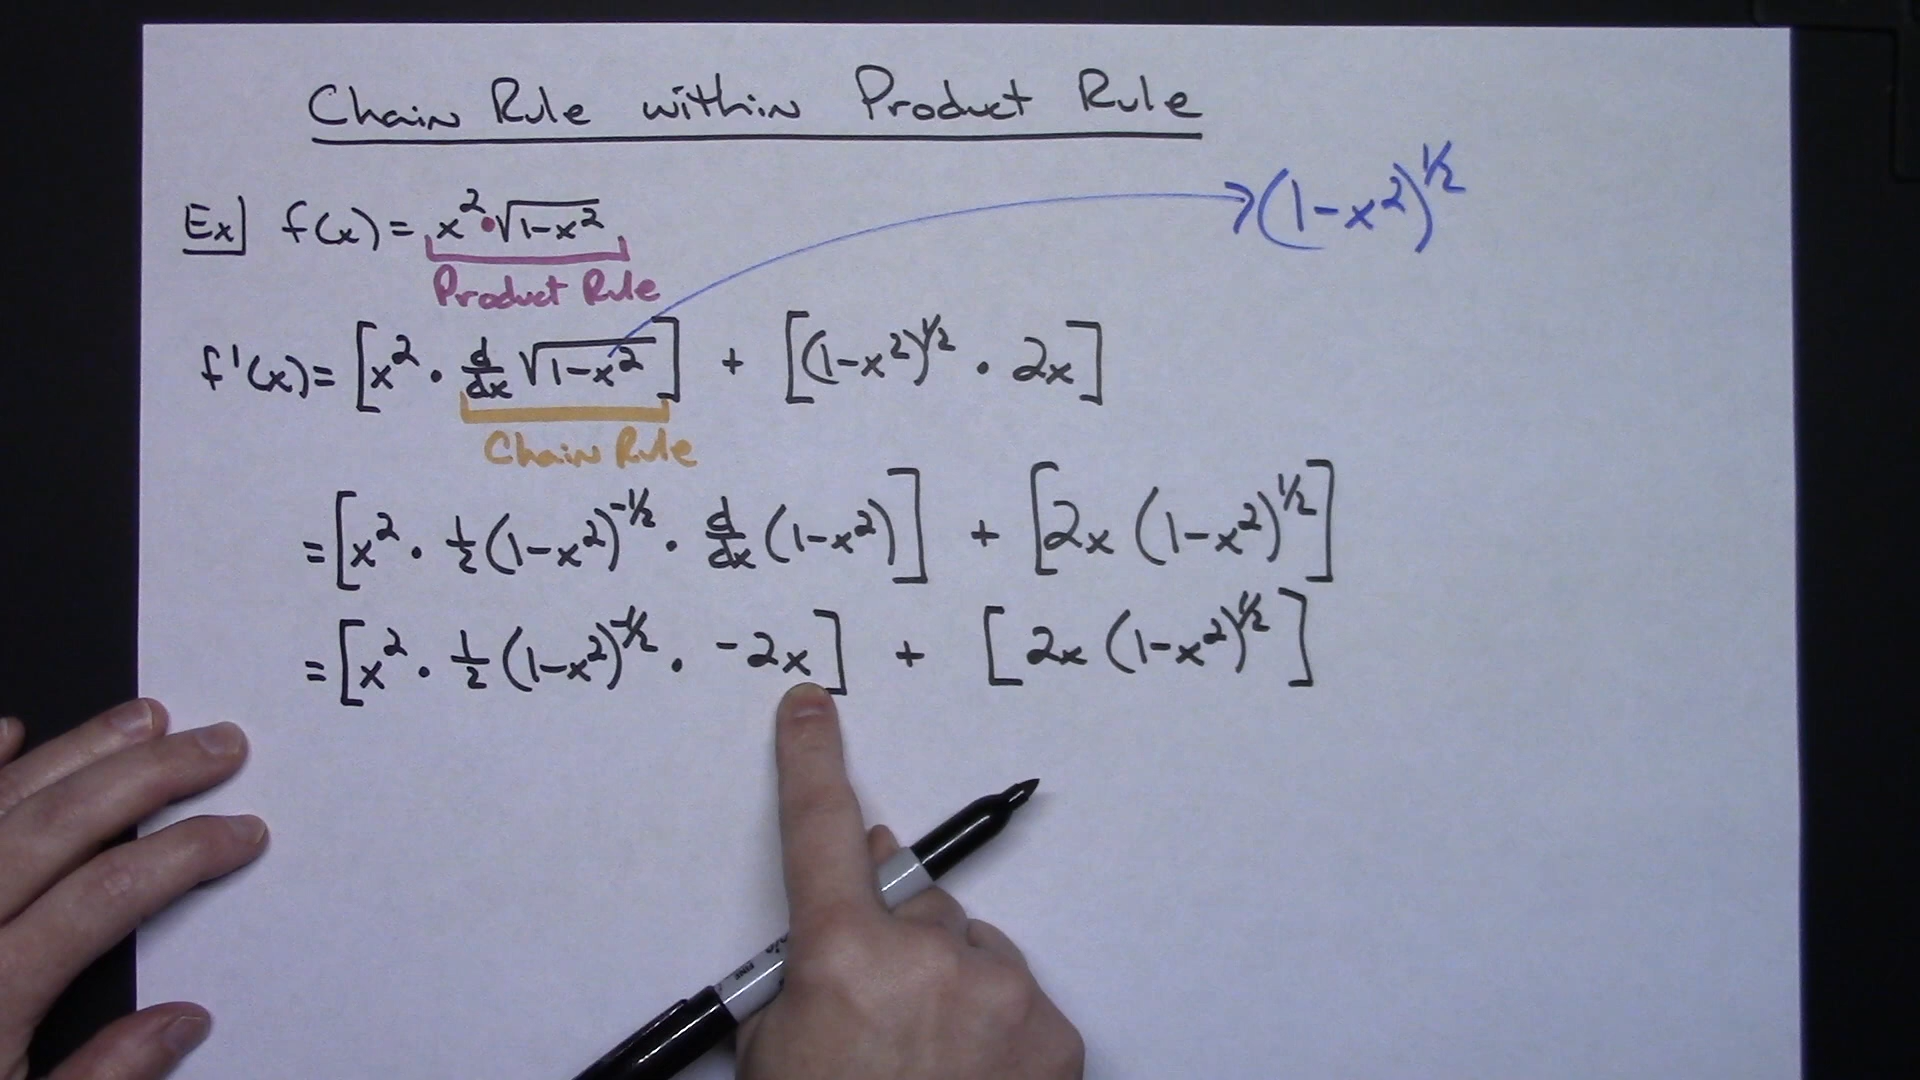 Chain Rule within Product Rule
(1-x²)^½
Ex] f(x) = x² • √(1-x²)
Product Rule
f'(x) = [x² · d/dx √(1-x²)] + [(1-x²)^½ · 2x]
Chain Rule
= [x² · ½(1-x²)^-½ · d/dx (1-x²)] + [2x (1-x²)^½]
= [x² · ½(1-x²)^-½ · -2x] + [2x (1-x²)^½]
FINE